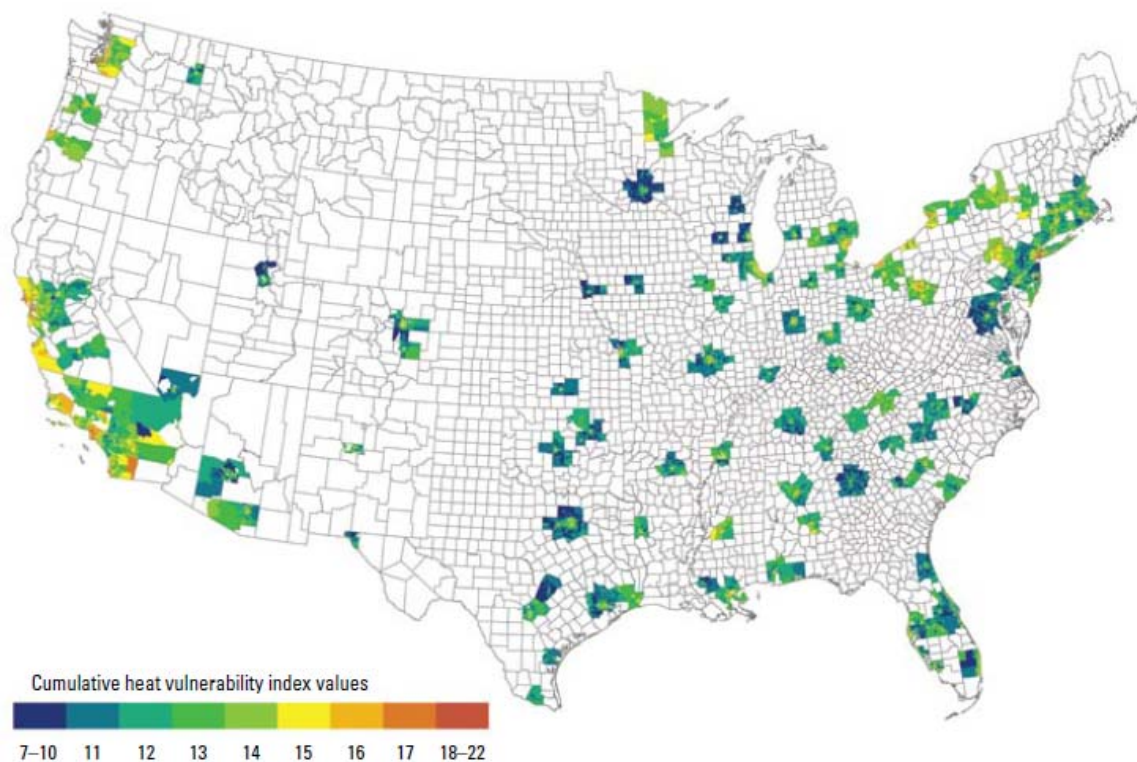 Cumulative heat vulnerability index values
7–10 11 12 13 14 15 16 17 18–22